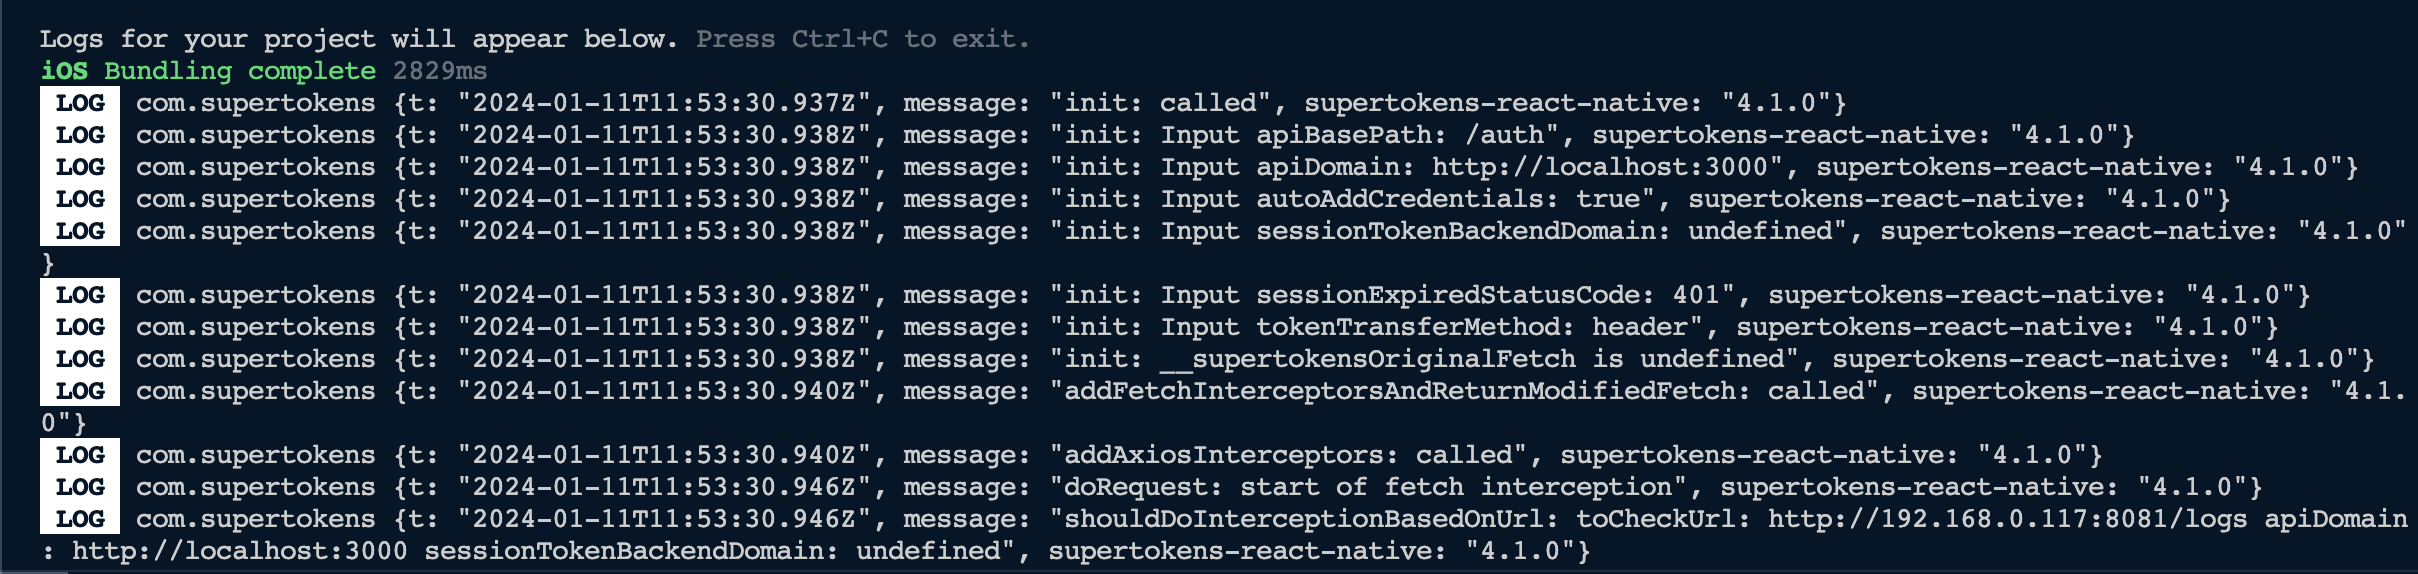 Logs for your project will appear below. Press Ctrl+C to exit.
iOS Bundling complete 2829ms
LOG com.supertokens {t: "2024-01-11T11:53:30.937Z", message: "init: called", supertokens-react-native: "4.1.0"}
LOG com.supertokens {t: "2024-01-11T11:53:30.938Z", message: "init: Input apiBasePath: /auth", supertokens-react-native: "4.1.0"}
LOG com.supertokens {t: "2024-01-11T11:53:30.938Z", message: "init: Input apiDomain: http://localhost:3000", supertokens-react-native: "4.1.0"}
LOG com.supertokens {t: "2024-01-11T11:53:30.938Z", message: "init: Input autoAddCredentials: true", supertokens-react-native: "4.1.0"}
LOG com.supertokens {t: "2024-01-11T11:53:30.938Z", message: "init: Input sessionTokenBackendDomain: undefined", supertokens-react-native: "4.1.0"
}
LOG com.supertokens {t: "2024-01-11T11:53:30.938Z", message: "init: Input sessionExpiredStatusCode: 401", supertokens-react-native: "4.1.0"}
LOG com.supertokens {t: "2024-01-11T11:53:30.938Z", message: "init: Input tokenTransferMethod: header", supertokens-react-native: "4.1.0"}
LOG com.supertokens {t: "2024-01-11T11:53:30.938Z", message: "init: __supertokensOriginalFetch is undefined", supertokens-react-native: "4.1.0"}
LOG com.supertokens {t: "2024-01-11T11:53:30.940Z", message: "addFetchInterceptorsAndReturnModifiedFetch: called", supertokens-react-native: "4.1.
0"}
LOG com.supertokens {t: "2024-01-11T11:53:30.940Z", message: "addAxiosInterceptors: called", supertokens-react-native: "4.1.0"}
LOG com.supertokens {t: "2024-01-11T11:53:30.946Z", message: "doRequest: start of fetch interception", supertokens-react-native: "4.1.0"}
LOG com.supertokens {t: "2024-01-11T11:53:30.946Z", message: "shouldDoInterceptionBasedOnUrl: toCheckUrl: http://192.168.0.117:8081/logs apiDomain
: http://localhost:3000 sessionTokenBackendDomain: undefined", supertokens-react-native: "4.1.0"}